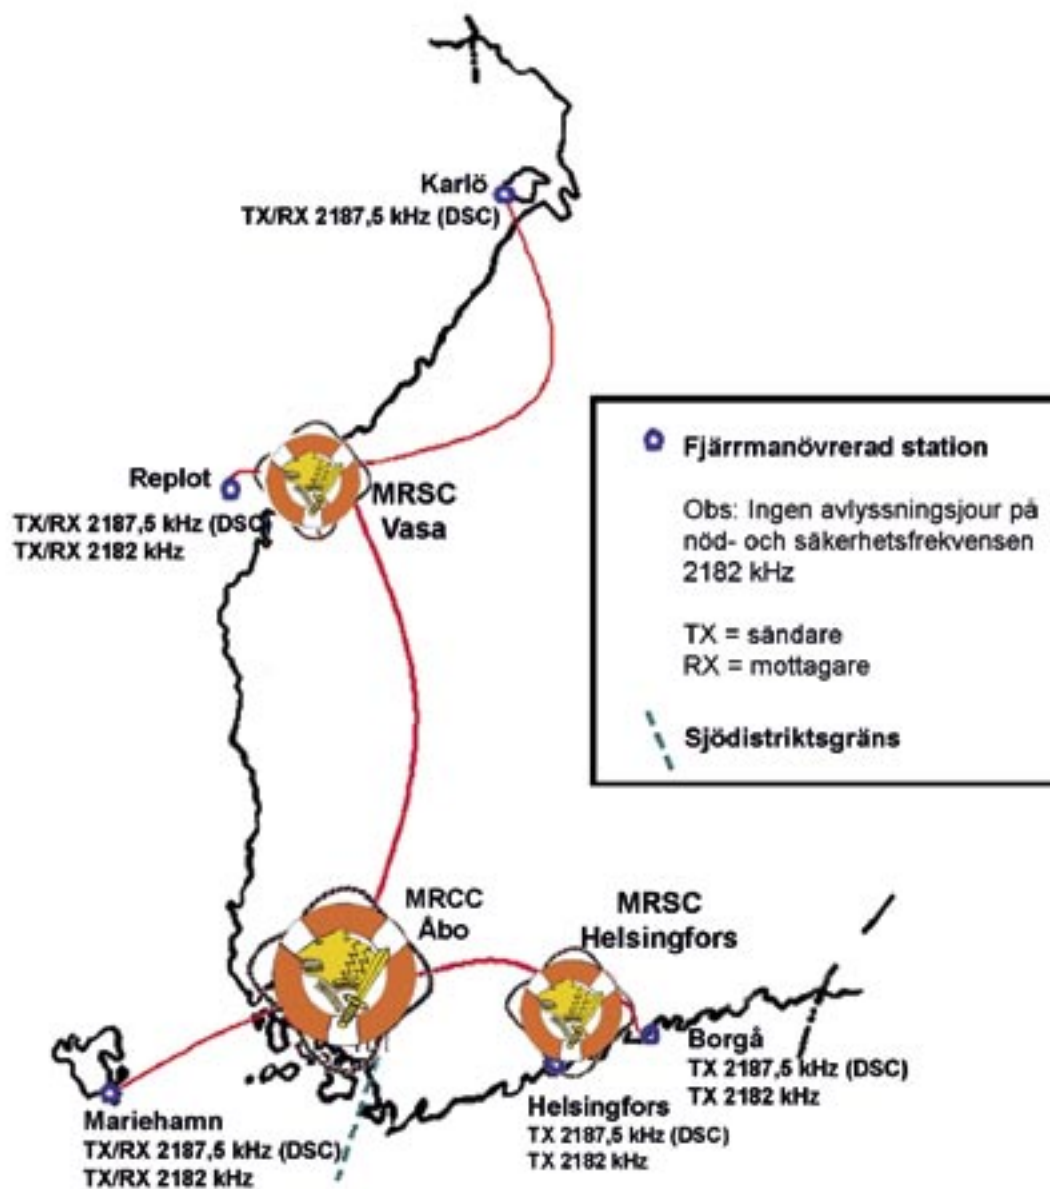 Karlö
TX/RX 2187,5 kHz (DSC)
Replot
TX/RX 2187,5 kHz (DSC)
TX/RX 2182 kHz
MRSC
Vasa
Fjärrmanövrerad station
Obs: Ingen avlyssningsjour på
nöd- och säkerhetsfrekvensen
2182 kHz
TX = sändare
RX = mottagare
Sjödistriktsgräns
MRCC
Åbo
MRSC
Helsingfors
Borgå
TX 2187,5 kHz (DSC)
TX 2182 kHz
Helsingfors
TX 2187,5 kHz (DSC)
TX 2182 kHz
Mariehamn
TX/RX 2187,5 kHz (DSC)
TX/RX 2182 kHz